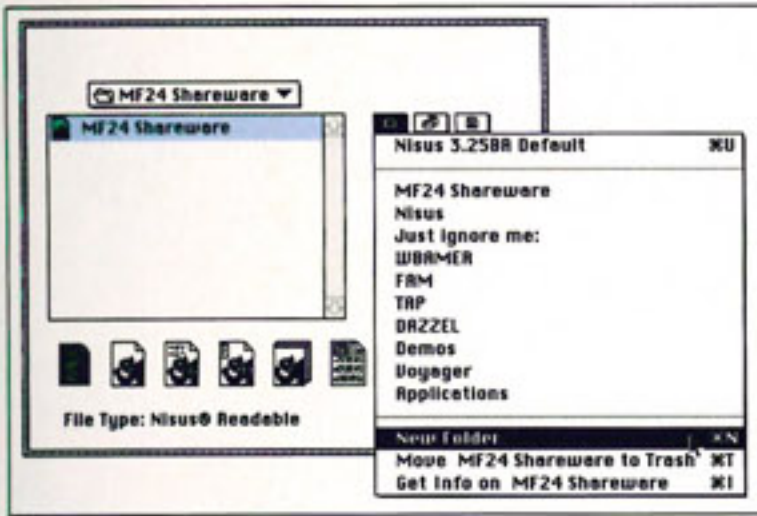 MF24 Shareware
MF24 Shareware
File Type: Nisus® Readable
Nisus 3.25BR Default ⌘U
MF24 Shareware
Nisus
Just ignore me:
WBAMER
FAM
TAP
DAZZEL
Demos
Voyager
Applications
New Folder ⌘N
Move MF24 Shareware to Trash ⌘T
Get Info on MF24 Shareware ⌘I